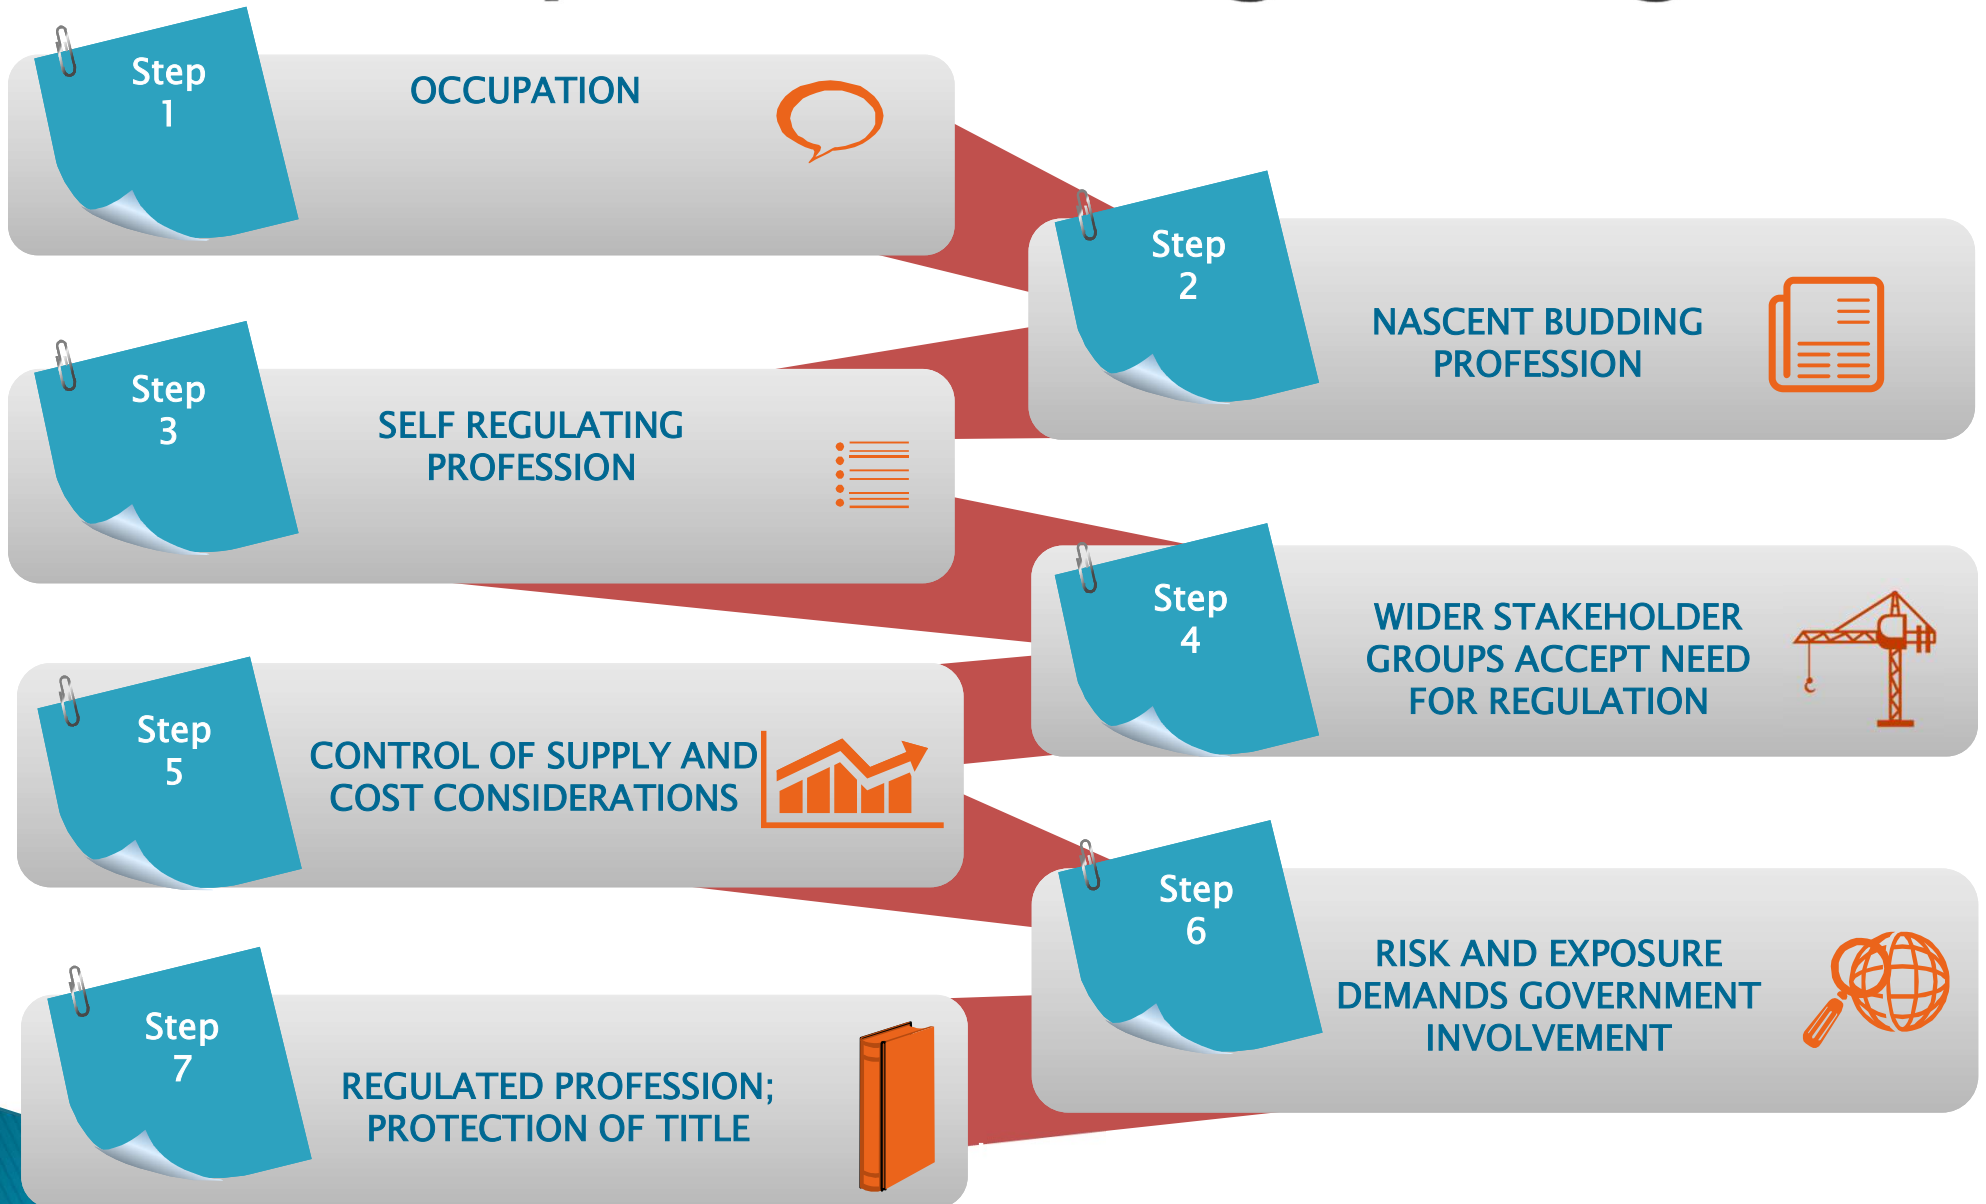 Step
1
OCCUPATION
Step
2
NASCENT BUDDING
PROFESSION
Step
3
SELF REGULATING
PROFESSION
Step
4
WIDER STAKEHOLDER
GROUPS ACCEPT NEED
FOR REGULATION
Step
5
CONTROL OF SUPPLY AND
COST CONSIDERATIONS
Step
6
RISK AND EXPOSURE
DEMANDS GOVERNMENT
INVOLVEMENT
Step
7
REGULATED PROFESSION;
PROTECTION OF TITLE